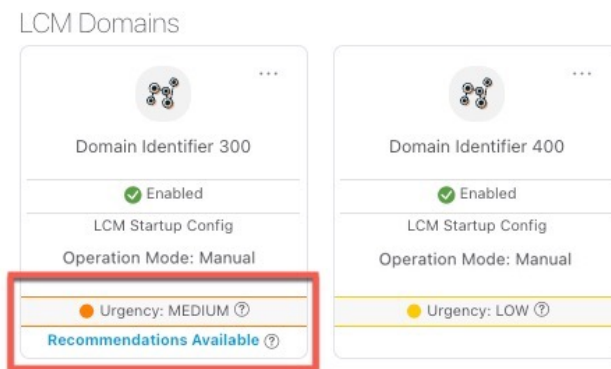 LCM Domains
...
Domain Identifier 300
Enabled
LCM Startup Config
Operation Mode: Manual
Urgency: MEDIUM ?
Recommendations Available ?
...
Domain Identifier 400
Enabled
LCM Startup Config
Operation Mode: Manual
Urgency: LOW ?